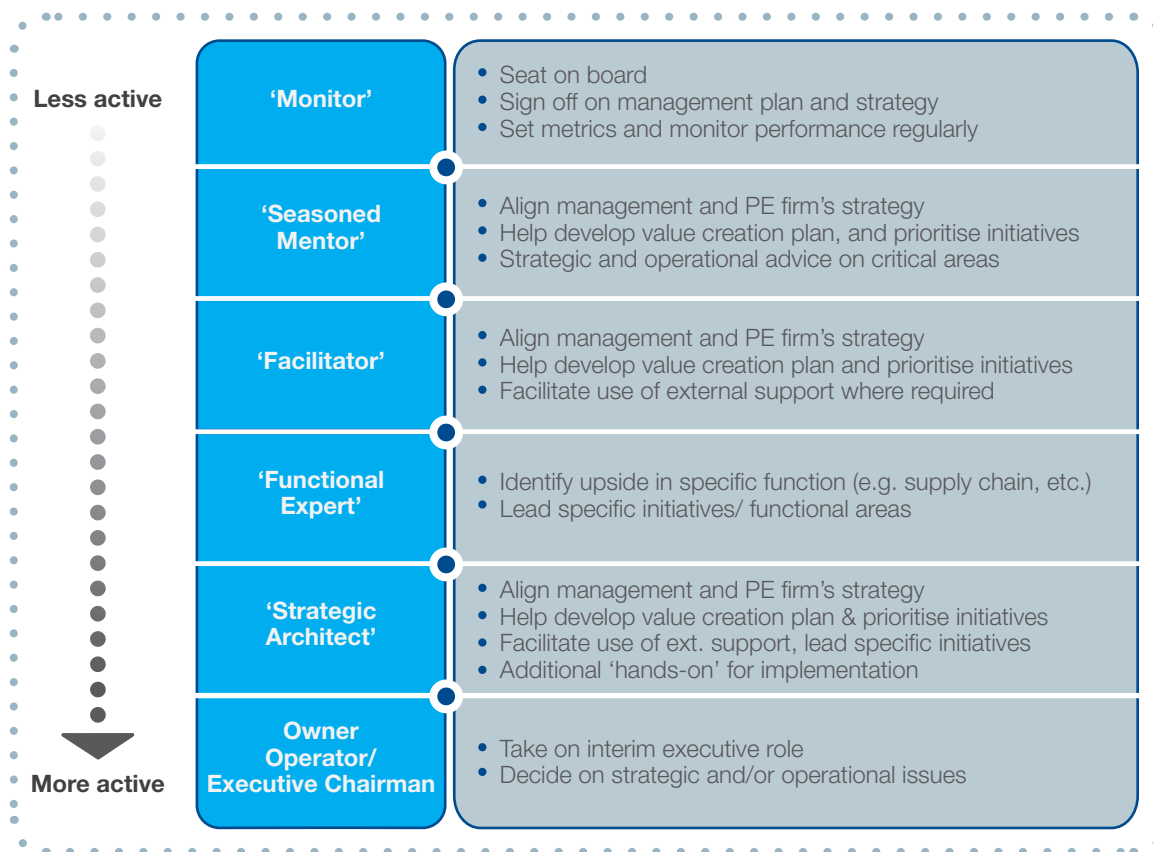 Less active
‘Monitor’
• Seat on board
• Sign off on management plan and strategy
• Set metrics and monitor performance regularly
‘Seasoned
Mentor’
• Align management and PE firm’s strategy
• Help develop value creation plan, and prioritise initiatives
• Strategic and operational advice on critical areas
‘Facilitator’
• Align management and PE firm’s strategy
• Help develop value creation plan and prioritise initiatives
• Facilitate use of external support where required
‘Functional
Expert’
• Identify upside in specific function (e.g. supply chain, etc.)
• Lead specific initiatives/ functional areas
‘Strategic
Architect’
• Align management and PE firm’s strategy
• Help develop value creation plan & prioritise initiatives
• Facilitate use of ext. support, lead specific initiatives
• Additional ‘hands-on’ for implementation
More active
Owner
Operator/
Executive Chairman
• Take on interim executive role
• Decide on strategic and/or operational issues